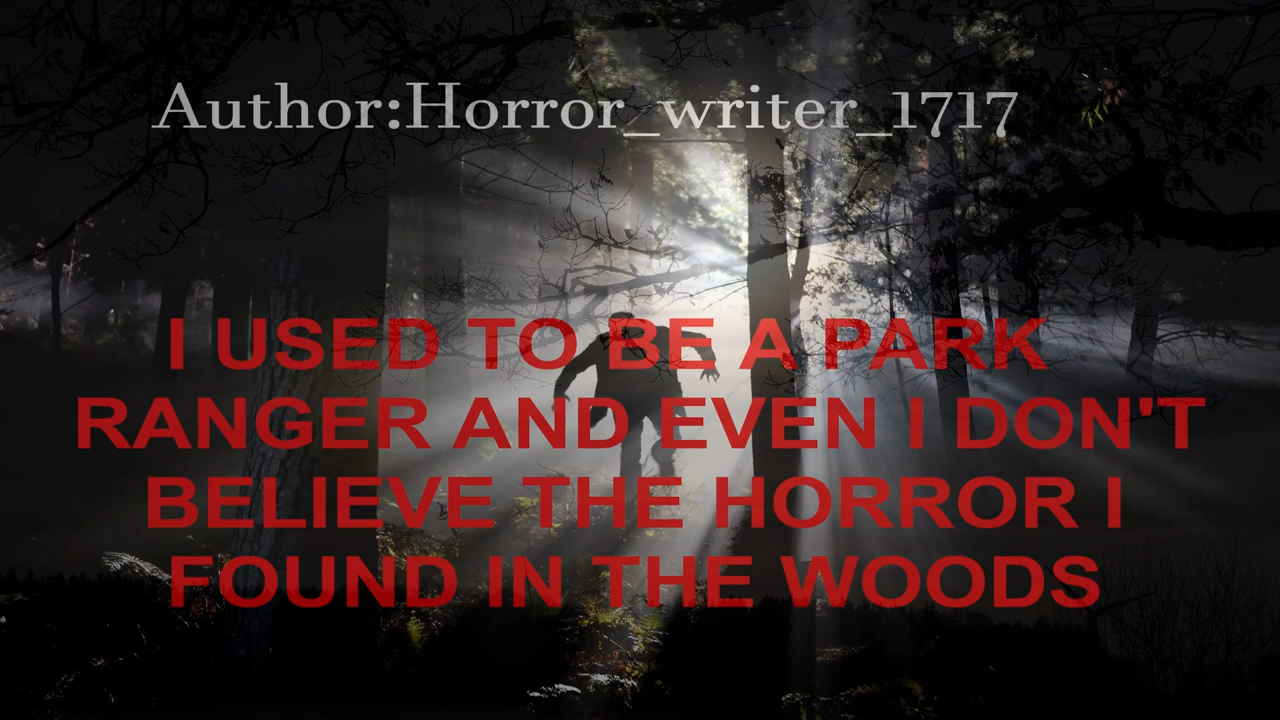 Author:Horror_writer_1717
I USED TO BE A PARK
RANGER AND EVEN I DON'T
BELIEVE THE HORROR I
FOUND IN THE WOODS